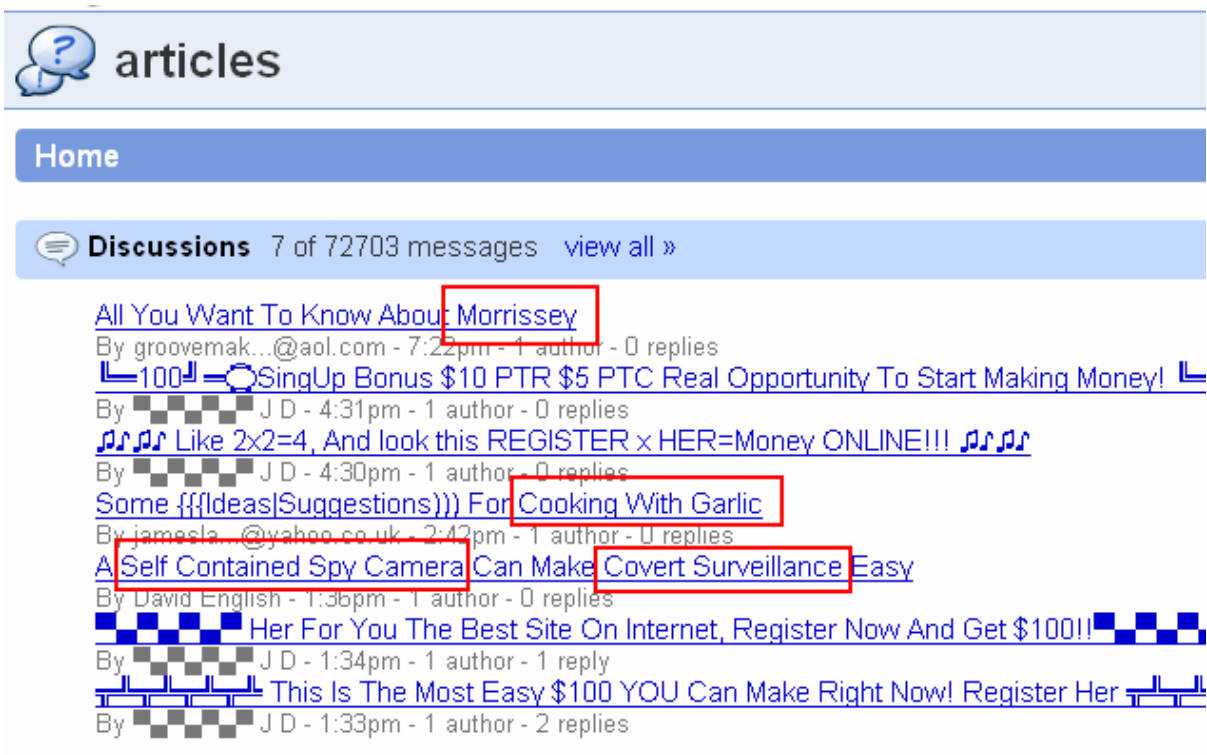 articles
Home
Discussions 7 of 72703 messages view all »
All You Want To Know About Morrissey
By groovemak...@aol.com - 7:22pm - 1 author - 0 replies
╚═100╝═◯SingUp Bonus $10 PTR $5 PTC Real Opportunity To Start Making Money! ╚═
By ▀▄▀▄▀▄▀ J D - 4:31pm - 1 author - 0 replies
♫♪♫♪ Like 2x2=4, And look this REGISTER x HER=Money ONLINE!!! ♫♪♫♪
By ▀▄▀▄▀▄▀ J D - 4:30pm - 1 author - 0 replies
Some {{{Ideas|Suggestions))) For Cooking With Garlic
By jamesla...@yahoo.co.uk - 2:42pm - 1 author - 0 replies
A Self Contained Spy Camera Can Make Covert Surveillance Easy
By David English - 1:36pm - 1 author - 0 replies
▀▄▀▄▀▄▀ Her For You The Best Site On Internet, Register Now And Get $100!!▀▄▀▄▀▄
By ▀▄▀▄▀▄▀ J D - 1:34pm - 1 author - 1 reply
╦╩╦╩╦╩╦╩ This Is The Most Easy $100 YOU Can Make Right Now! Register Her ╦╩╦╩
By ▀▄▀▄▀▄▀ J D - 1:33pm - 1 author - 2 replies